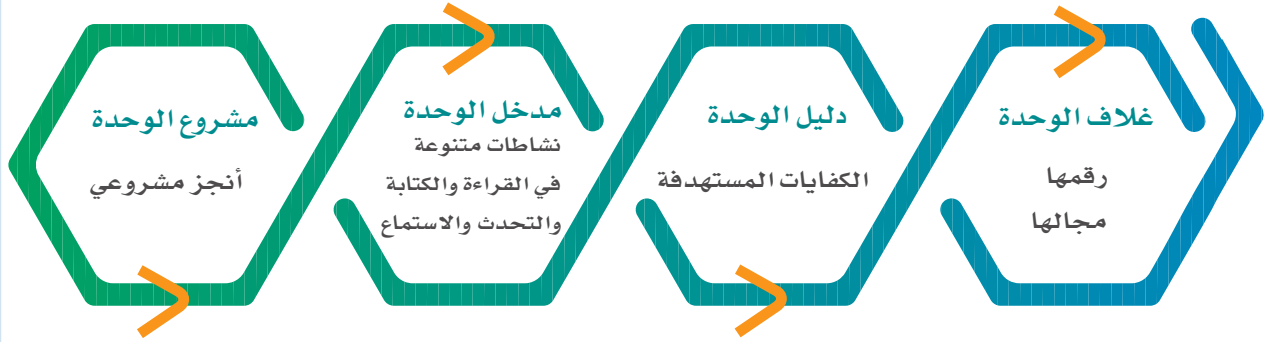 غلاف الوحدة
رقمها
مجالها
دليل الوحدة
الكفايات المستهدفة
مدخل الوحدة
نشاطات متنوعة
في القراءة والكتابة
والتحدث والاستماع
مشروع الوحدة
أنجز مشروعي